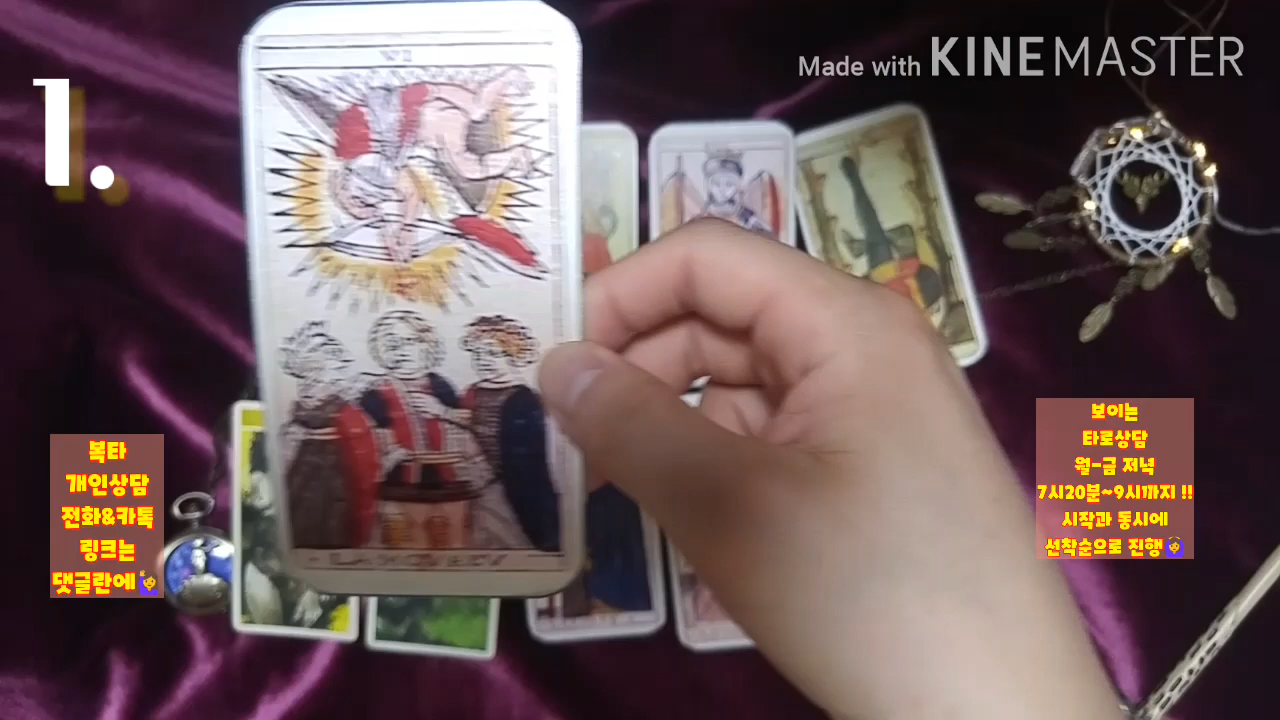 Made with KINEMASTER
1.
복타
개인상담
전화&카톡
링크는
댓글란에
보이는
타로상담
월-금 저녁
7시20분~9시까지 !!
시작과 동시에
선착순으로 진행